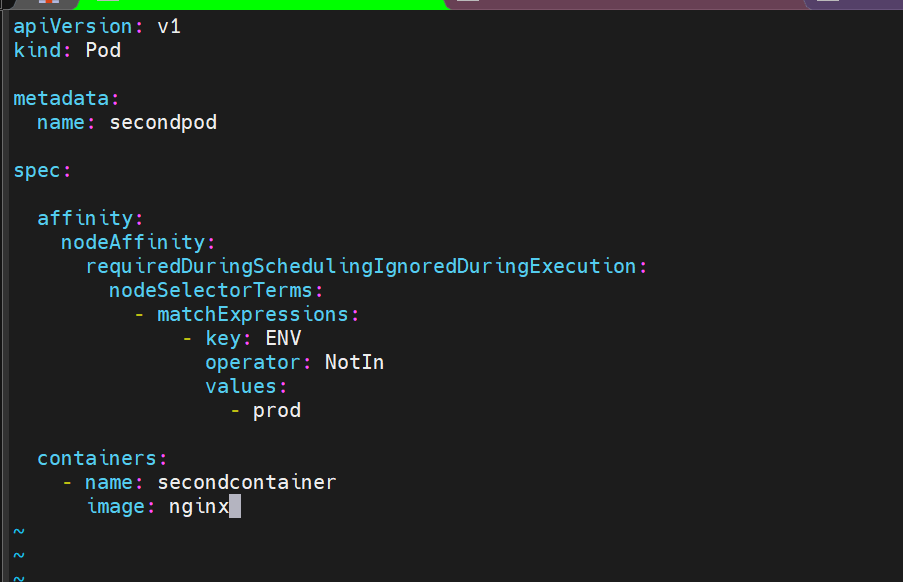 apiVersion: v1
kind: Pod
metadata:
  name: secondpod
spec:
  affinity:
    nodeAffinity:
      requiredDuringSchedulingIgnoredDuringExecution:
        nodeSelectorTerms:
          - matchExpressions:
              - key: ENV
                operator: NotIn
                values:
                  - prod
  containers:
    - name: secondcontainer
      image: nginx
~
~
~